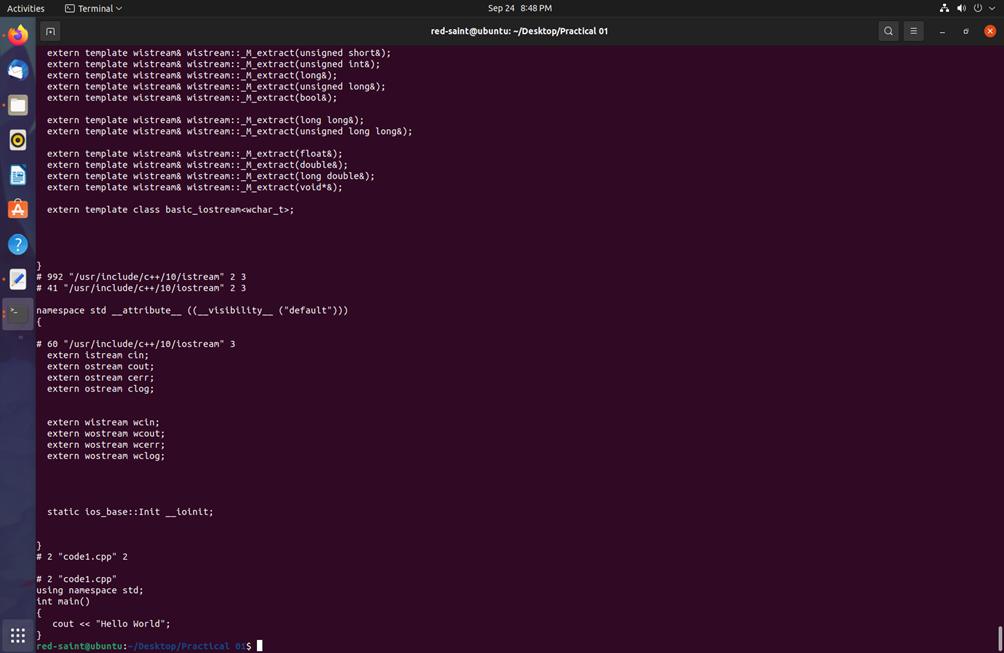 Activities
Terminal
Sep 24 8:48 PM
red-saint@ubuntu: ~/Desktop/Practical 01
extern template wistream& wistream::_M_extract(unsigned short&);
extern template wistream& wistream::_M_extract(unsigned int&);
extern template wistream& wistream::_M_extract(long&);
extern template wistream& wistream::_M_extract(unsigned long&);
extern template wistream& wistream::_M_extract(bool&);
extern template wistream& wistream::_M_extract(long long&);
extern template wistream& wistream::_M_extract(unsigned long long&);
extern template wistream& wistream::_M_extract(float&);
extern template wistream& wistream::_M_extract(double&);
extern template wistream& wistream::_M_extract(long double&);
extern template wistream& wistream::_M_extract(void*&);
extern template class basic_iostream<wchar_t>;
}
# 992 "/usr/include/c++/10/istream" 2 3
# 41 "/usr/include/c++/10/iostream" 2 3
namespace std __attribute__ ((__visibility__ ("default")))
{
# 60 "/usr/include/c++/10/iostream" 3
extern istream cin;
extern ostream cout;
extern ostream cerr;
extern ostream clog;
extern wistream wcin;
extern wostream wcout;
extern wostream wcerr;
extern wostream wclog;
static ios_base::Init __ioinit;
}
# 2 "code1.cpp" 2
# 2 "code1.cpp"
using namespace std;
int main()
{
cout << "Hello World";
}
red-saint@ubuntu:~/Desktop/Practical 01$